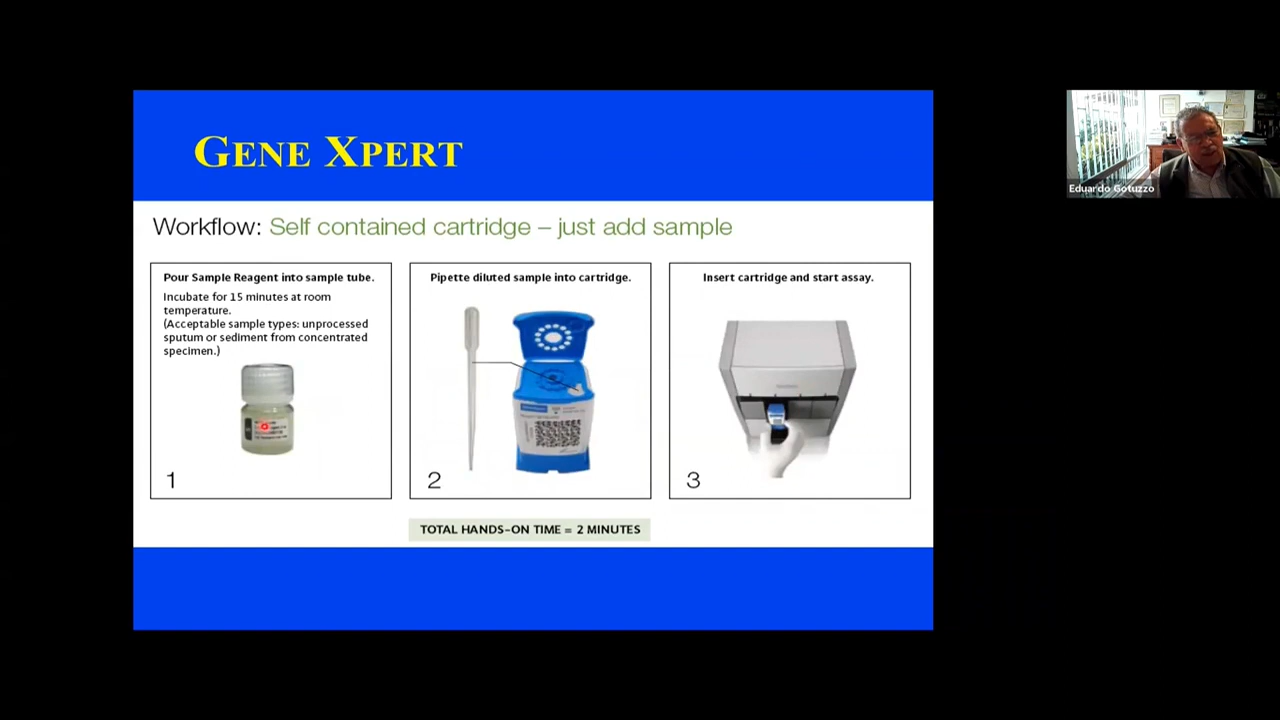 GENE XPERT
Eduardo Gotuzzo
Workflow: Self contained cartridge – just add sample
Pour Sample Reagent into sample tube.
Incubate for 15 minutes at room
temperature.
(Acceptable sample types: unprocessed
sputum or sediment from concentrated
specimen.)
1
Pipette diluted sample into cartridge.
2
Insert cartridge and start assay.
3
TOTAL HANDS-ON TIME = 2 MINUTES